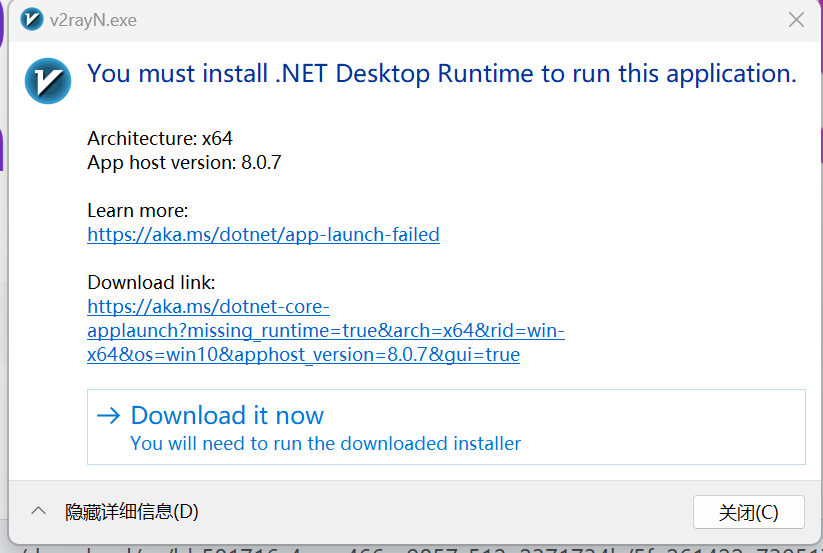 v2rayN.exe
You must install .NET Desktop Runtime to run this application.
Architecture: x64
App host version: 8.0.7
Learn more:
https://aka.ms/dotnet/app-launch-failed
Download link:
https://aka.ms/dotnet-core-
applaunch?missing_runtime=true&arch=x64&rid=win-
x64&os=win10&apphost_version=8.0.7&gui=true
Download it now
You will need to run the downloaded installer
隐藏详细信息(D)
关闭(C)